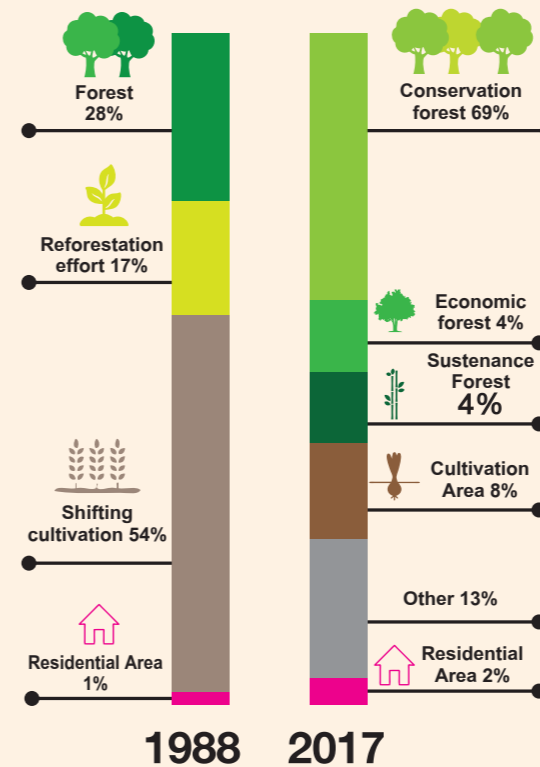 Forest
28%
Reforestation
effort 17%
Shifting
cultivation 54%
Residential Area
1%
1988
Conservation
forest 69%
Economic
forest 4%
Sustenance
Forest
4%
Cultivation
Area 8%
Other 13%
Residential
Area 2%
2017